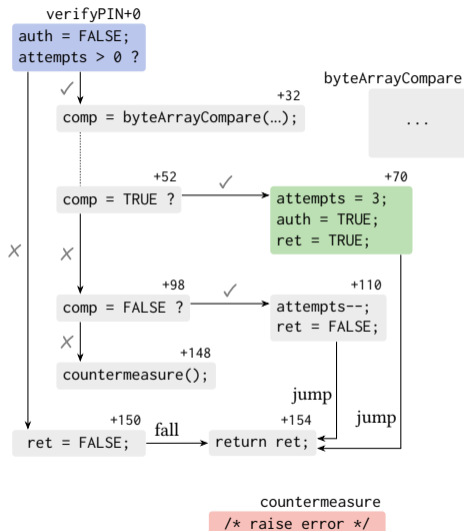 verifyPIN+0
auth = FALSE;
attempts > 0 ?
+32
comp = byteArrayCompare(…);
byteArrayCompare
...
+52
comp = TRUE ?
+70
attempts = 3;
auth = TRUE;
ret = TRUE;
+98
comp = FALSE ?
+110
attempts--;
ret = FALSE;
+148
countermeasure();
jump
jump
+150
ret = FALSE;
fall
+154
return ret;
countermeasure
/* raise error */